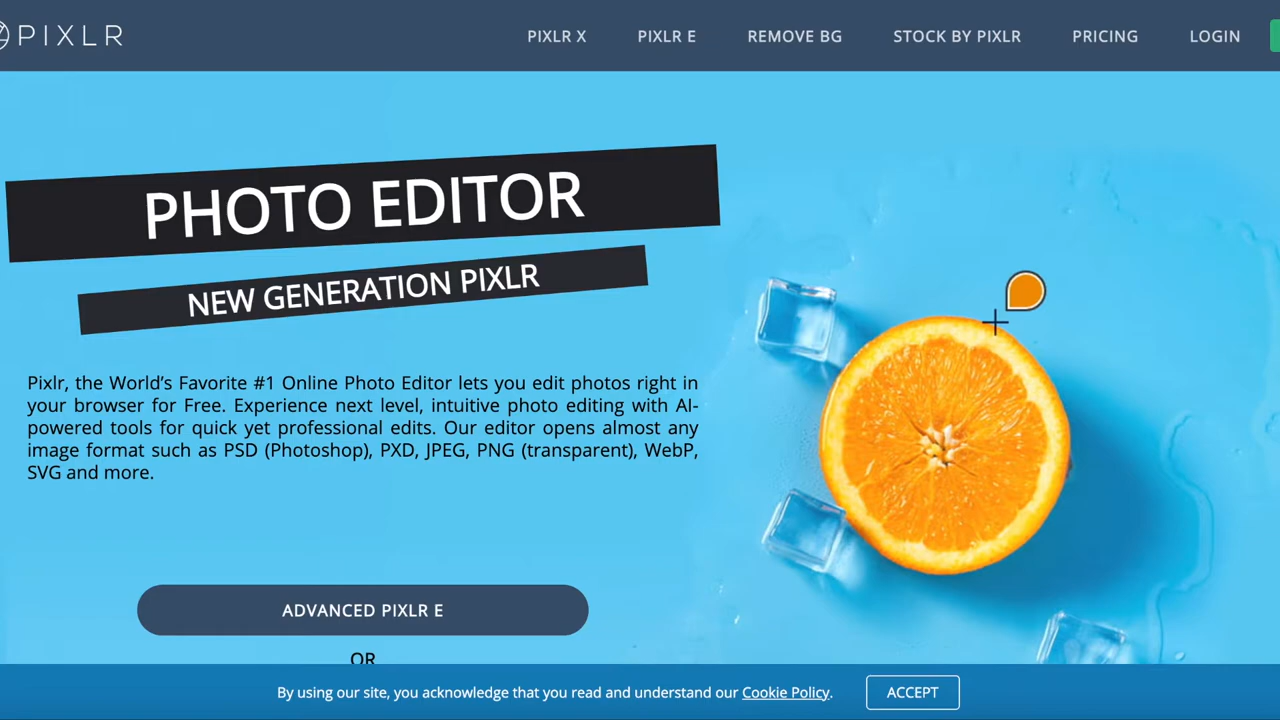 PIXLR
PIXLR X
PIXLR E
REMOVE BG
STOCK BY PIXLR
PRICING
LOGIN
PHOTO EDITOR
NEW GENERATION PIXLR
Pixlr, the World’s Favorite #1 Online Photo Editor lets you edit photos right in
your browser for Free. Experience next level, intuitive photo editing with AI-
powered tools for quick yet professional edits. Our editor opens almost any
image format such as PSD (Photoshop), PXD, JPEG, PNG (transparent), WebP,
SVG and more.
ADVANCED PIXLR E
OR
By using our site, you acknowledge that you read and understand our Cookie Policy.
ACCEPT